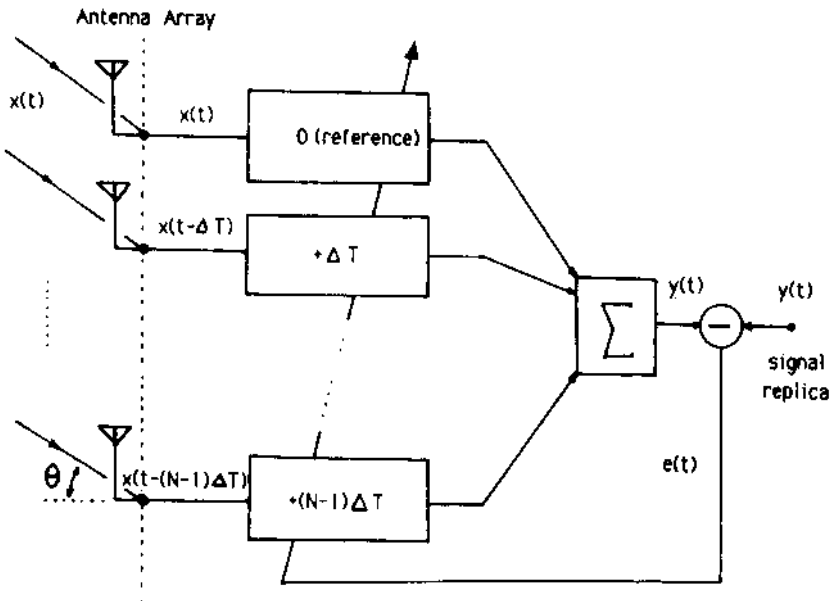 Antenna Array
x(t)
x(t)
0 (reference)
x(t-ΔT)
+ΔT
y(t)
y(t)
Σ
−
signal
replica
θ
x(t-(N-1)ΔT)
+(N-1)ΔT
e(t)